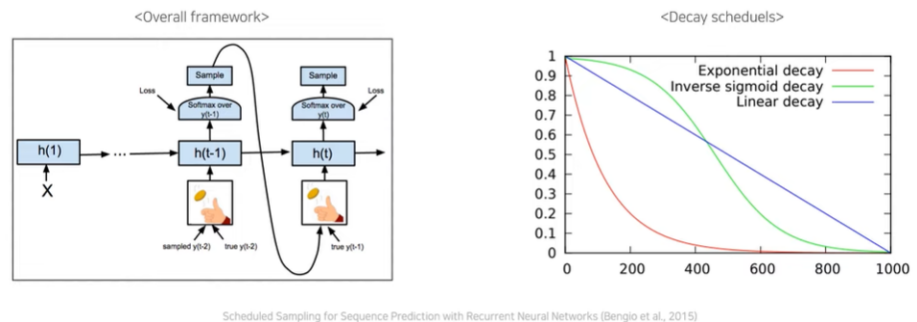 <Overall framework>
<Decay scheduels>
Sample
Sample
Loss
Softmax over
y(t-1)
Softmax over
y(t)
Loss
h(1)
...
h(t-1)
h(t)
X
sampled y(t-2)
true y(t-2)
true y(t-1)
1
0.9
0.8
0.7
0.6
0.5
0.4
0.3
0.2
0.1
0
Exponential decay
Inverse sigmoid decay
Linear decay
0
200
400
600
800
1000
Scheduled Sampling for Sequence Prediction with Recurrent Neural Networks (Bengio et al., 2015)